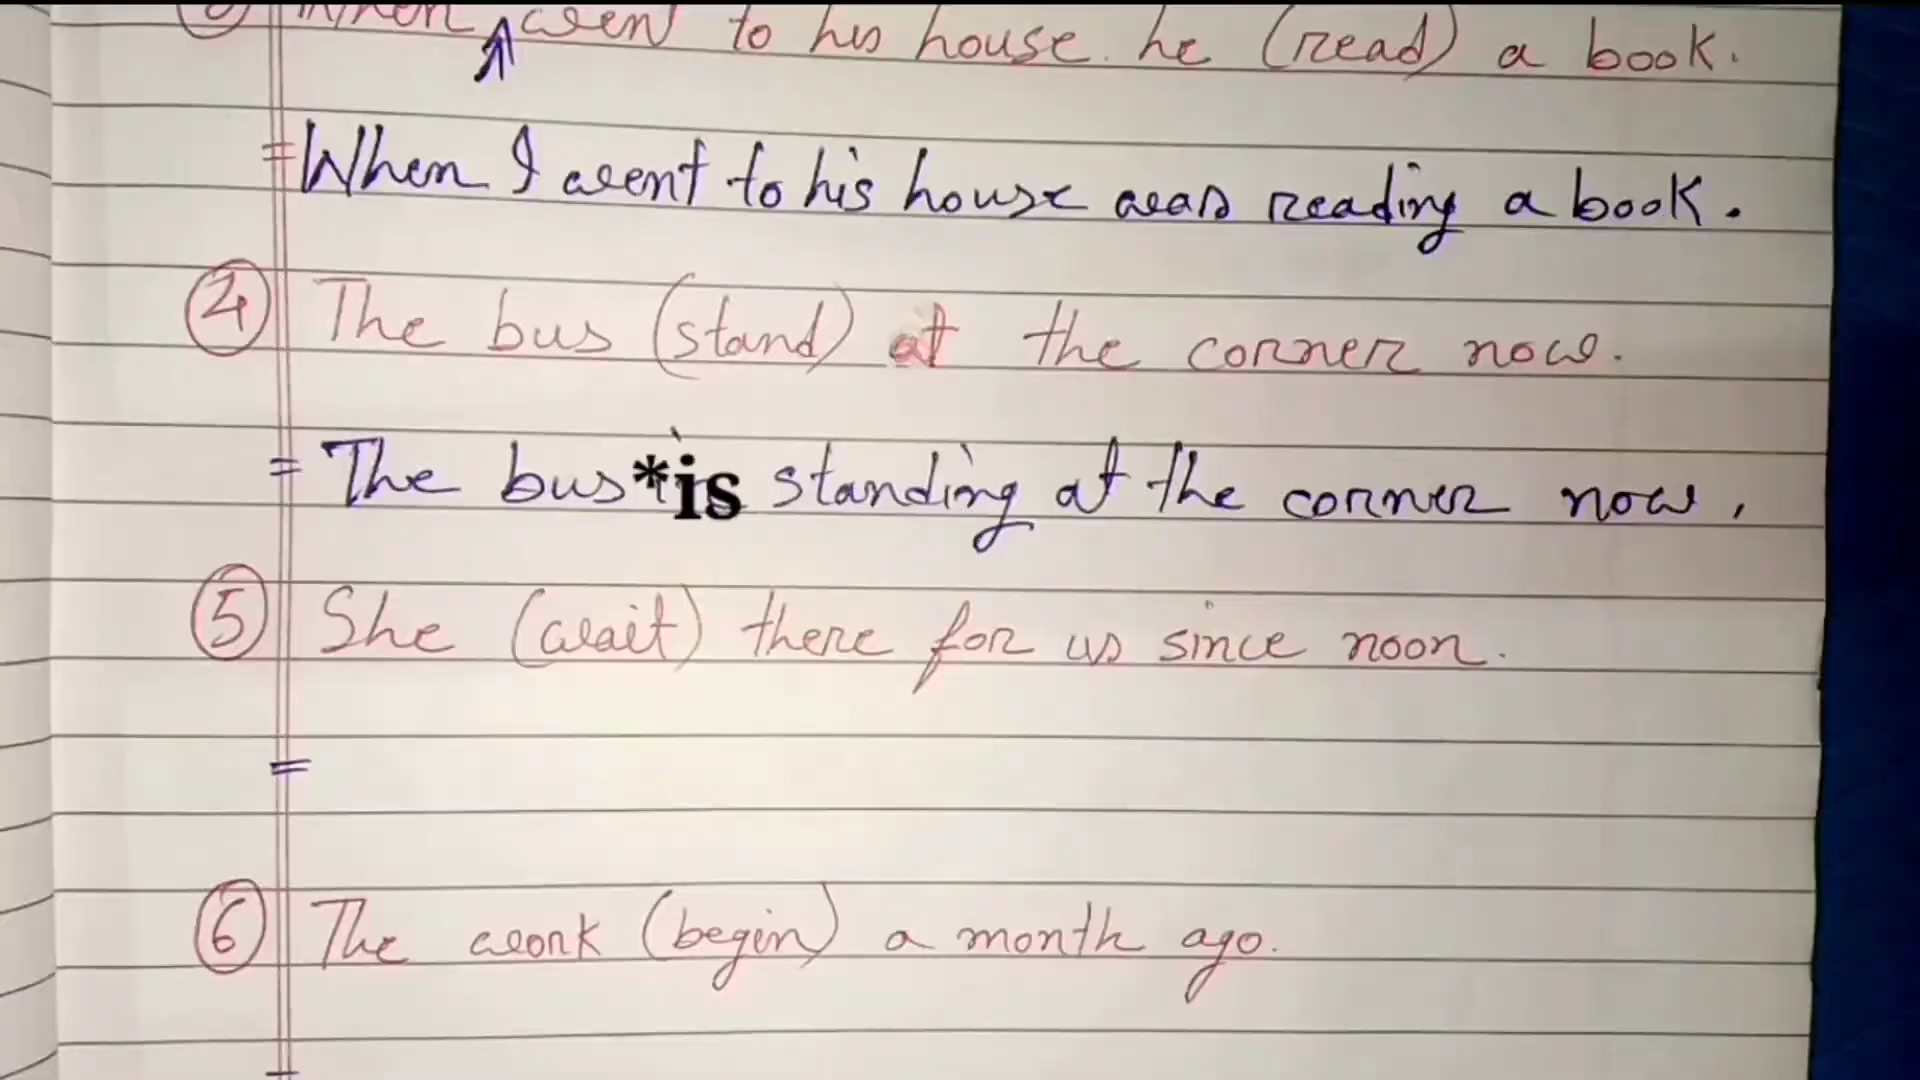 When went to his house. he (read) a book.
= When I went to his house was reading a book.
④ The bus (stand) at the corner now.
= The bus *is standing at the corner now.
⑤ She (wait) there for us since noon.
=
⑥ The work (begin) a month ago.